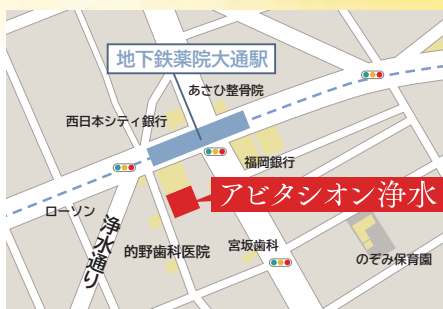 地下鉄薬院大通駅
あさひ整骨院
西日本シティ銀行
福岡銀行
アビタシオン浄水
ローソン
浄水通り
的野歯科医院
宮坂歯科
のぞみ保育園